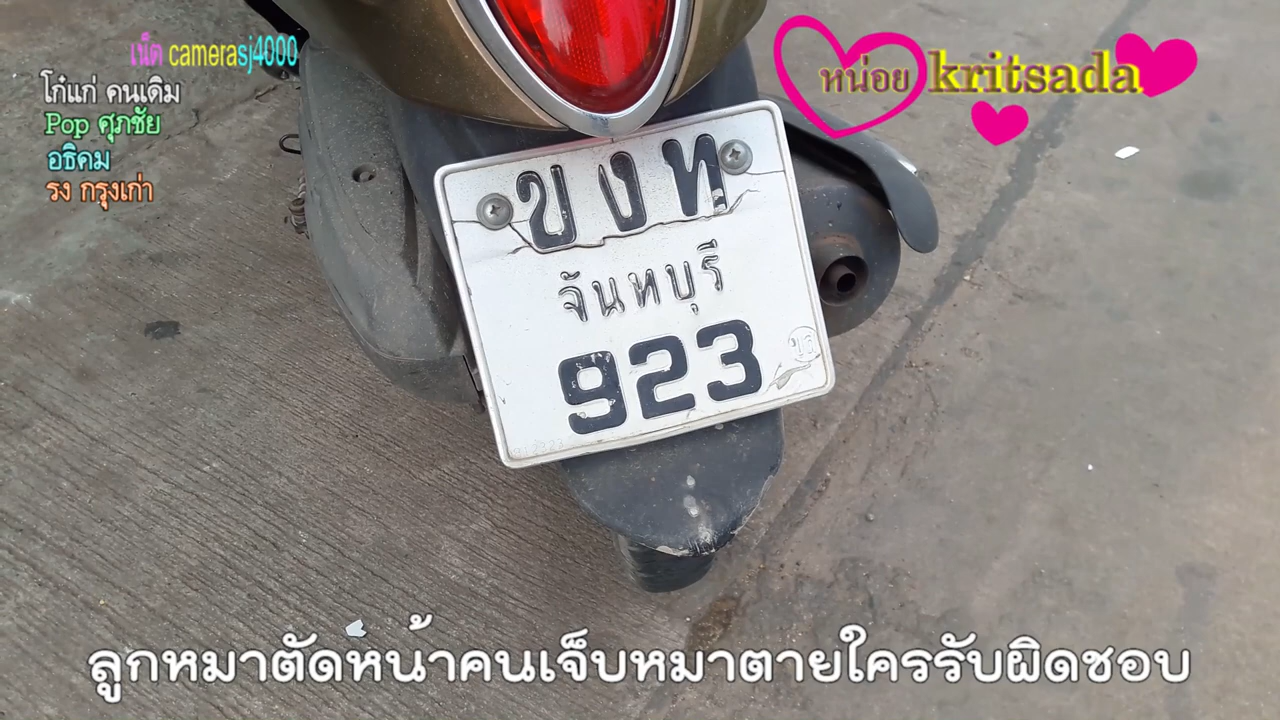 เน็ต camerasj4000
โก๋แก่ คนเดิม
Pop ศุภชัย
อธิคม
รง กรุงเก่า
หน่อย kritsada
ขงท
จันทบุรี
923
ลูกหมาตัดหน้าคนเจ็บหมาตายใครรับผิดชอบ